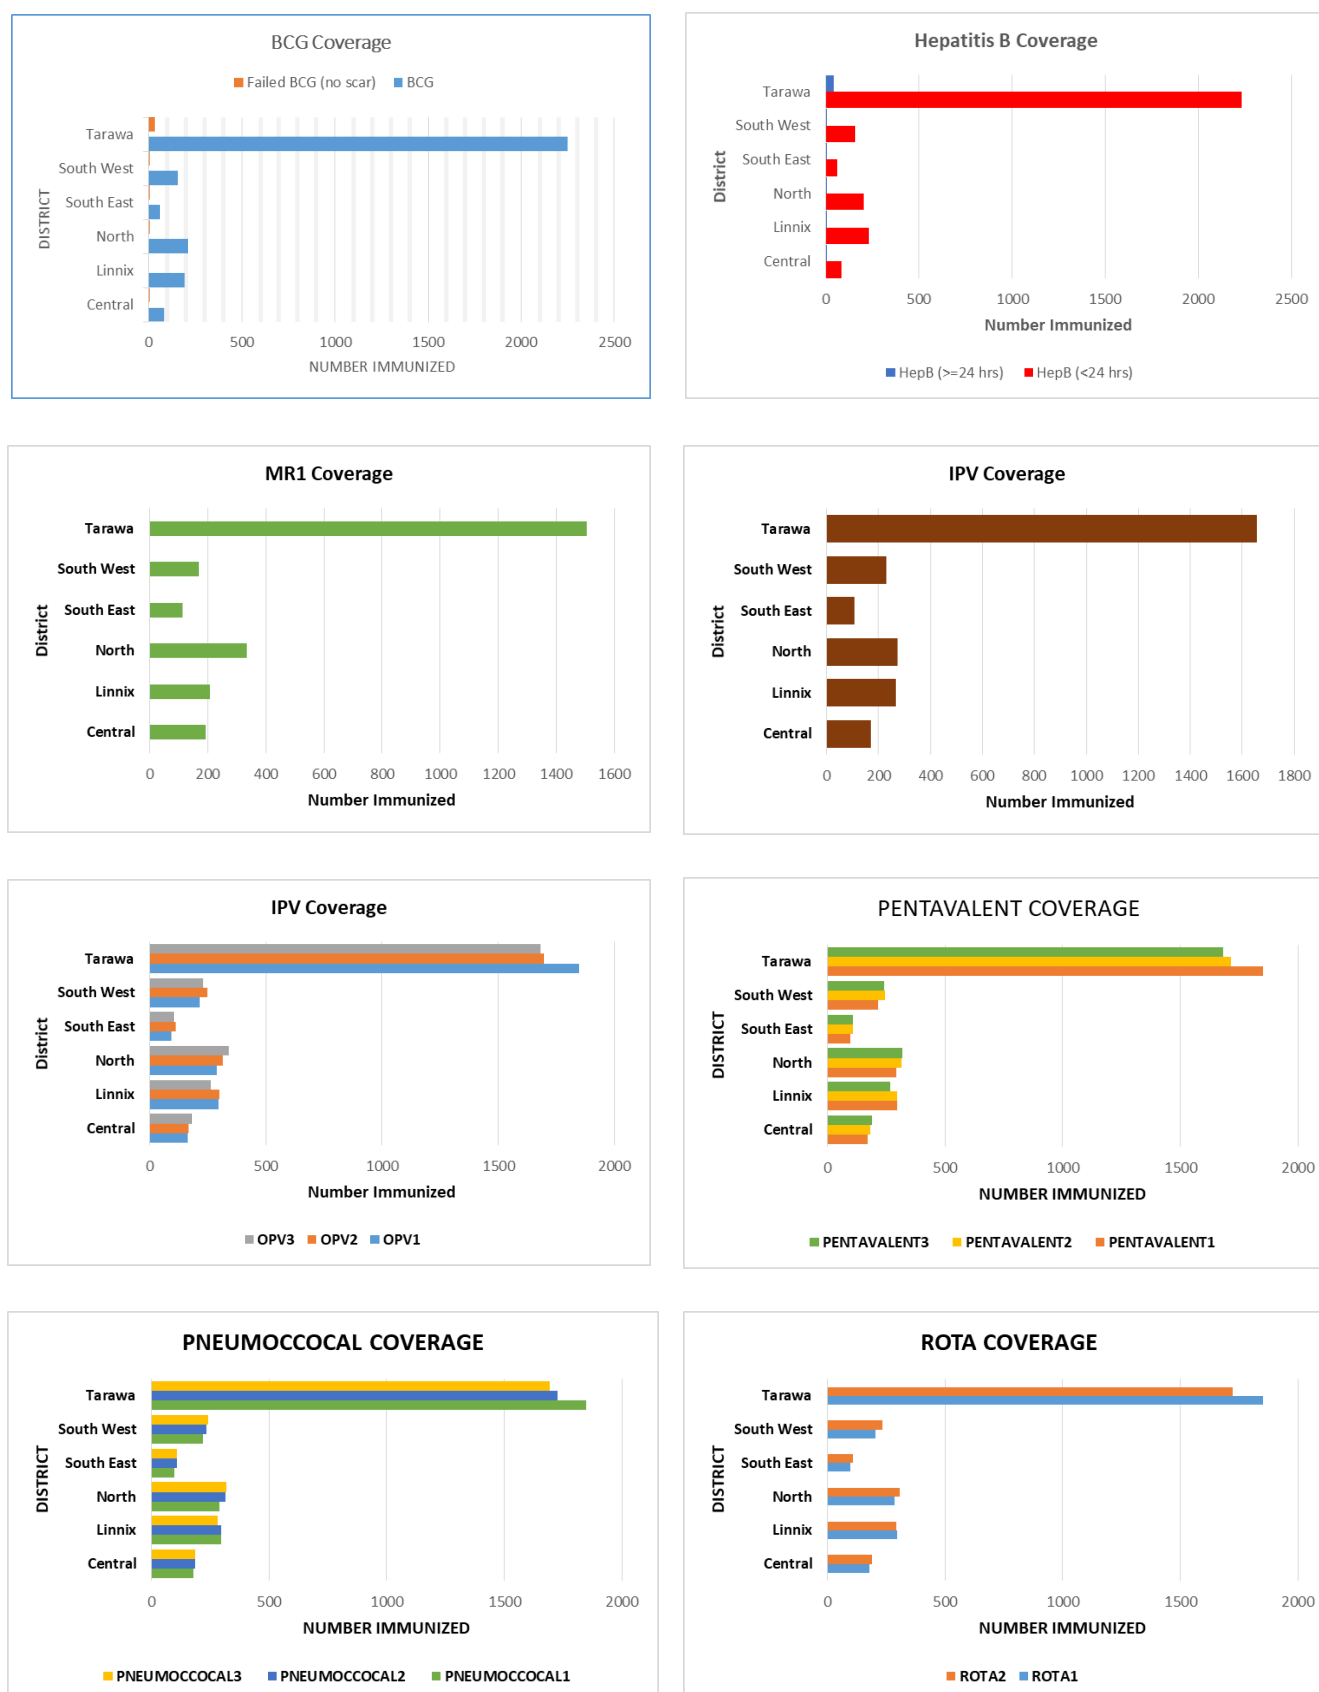 BCG Coverage
Failed BCG (no scar) BCG
DISTRICT
Tarawa
South West
South East
North
Linnix
Central
0 500 1000 1500 2000 2500
NUMBER IMMUNIZED
Hepatitis B Coverage
District
Tarawa
South West
South East
North
Linnix
Central
0 500 1000 1500 2000 2500
Number Immunized
HepB (>=24 hrs) HepB (<24 hrs)
MR1 Coverage
District
Tarawa
South West
South East
North
Linnix
Central
0 200 400 600 800 1000 1200 1400 1600
Number Immunized
IPV Coverage
District
Tarawa
South West
South East
North
Linnix
Central
0 200 400 600 800 1000 1200 1400 1600 1800
Number Immunized
IPV Coverage
District
Tarawa
South West
South East
North
Linnix
Central
0 500 1000 1500 2000
Number Immunized
OPV3 OPV2 OPV1
PENTAVALENT COVERAGE
DISTRICT
Tarawa
South West
South East
North
Linnix
Central
0 500 1000 1500 2000
NUMBER IMMUNIZED
PENTAVALENT3 PENTAVALENT2 PENTAVALENT1
PNEUMOCCOCAL COVERAGE
DISTRICT
Tarawa
South West
South East
North
Linnix
Central
0 500 1000 1500 2000
NUMBER IMMUNIZED
PNEUMOCCOCAL3 PNEUMOCCOCAL2 PNEUMOCCOCAL1
ROTA COVERAGE
DISTRICT
Tarawa
South West
South East
North
Linnix
Central
0 500 1000 1500 2000
NUMBER IMMUNIZED
ROTA2 ROTA1